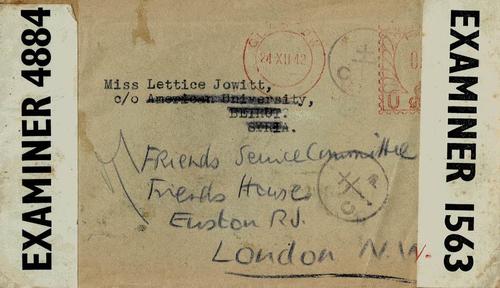 EXAMINER 4884
24 XII 42
Miss Lettice Jowitt,
c/o American University,
BEIRUT.
SYRIA.
Friends Service Committee
Friends House
Euston Rd.
London N.W.
EXAMINER 1563